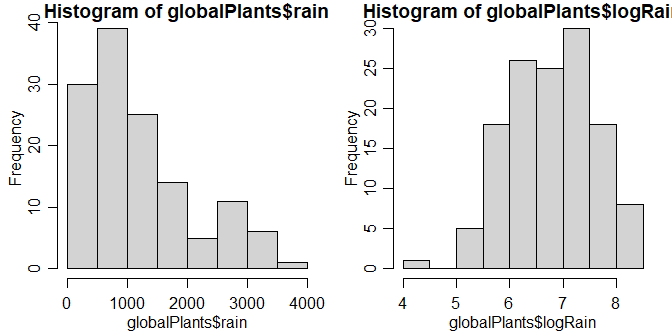 Histogram of globalPlants$rain
Frequency
0
10
20
30
40
0 1000 2000 3000 4000
globalPlants$rain
Histogram of globalPlants$logRai
Frequency
0
5
10
15
20
25
30
4 5 6 7 8
globalPlants$logRain